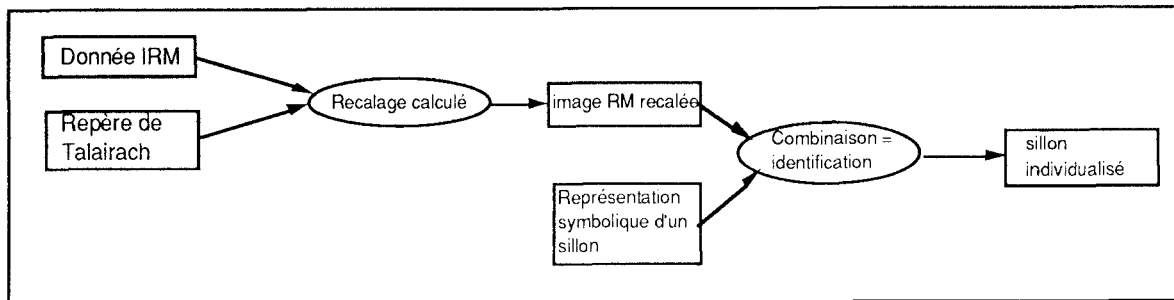 Donnée IRM
Repère de
Talairach
Recalage calculé
image RM recalée
Représentation
symbolique d'un
sillon
Combinaison =
identification
sillon
individualisé